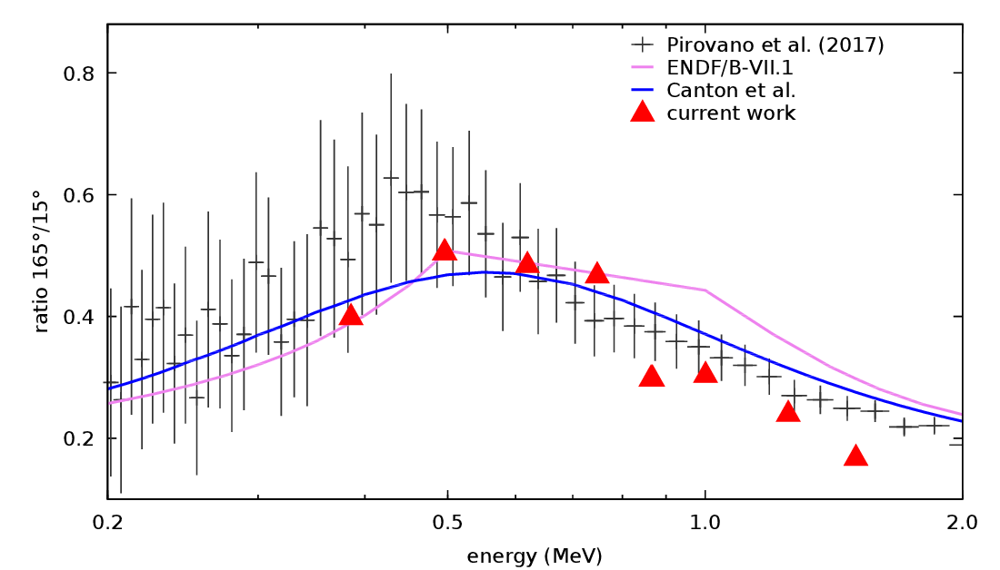 Pirovano et al. (2017)
ENDF/B-VII.1
Canton et al.
current work
0.8
0.6
0.4
0.2
ratio 165°/15°
0.2 0.5 1.0 2.0
energy (MeV)